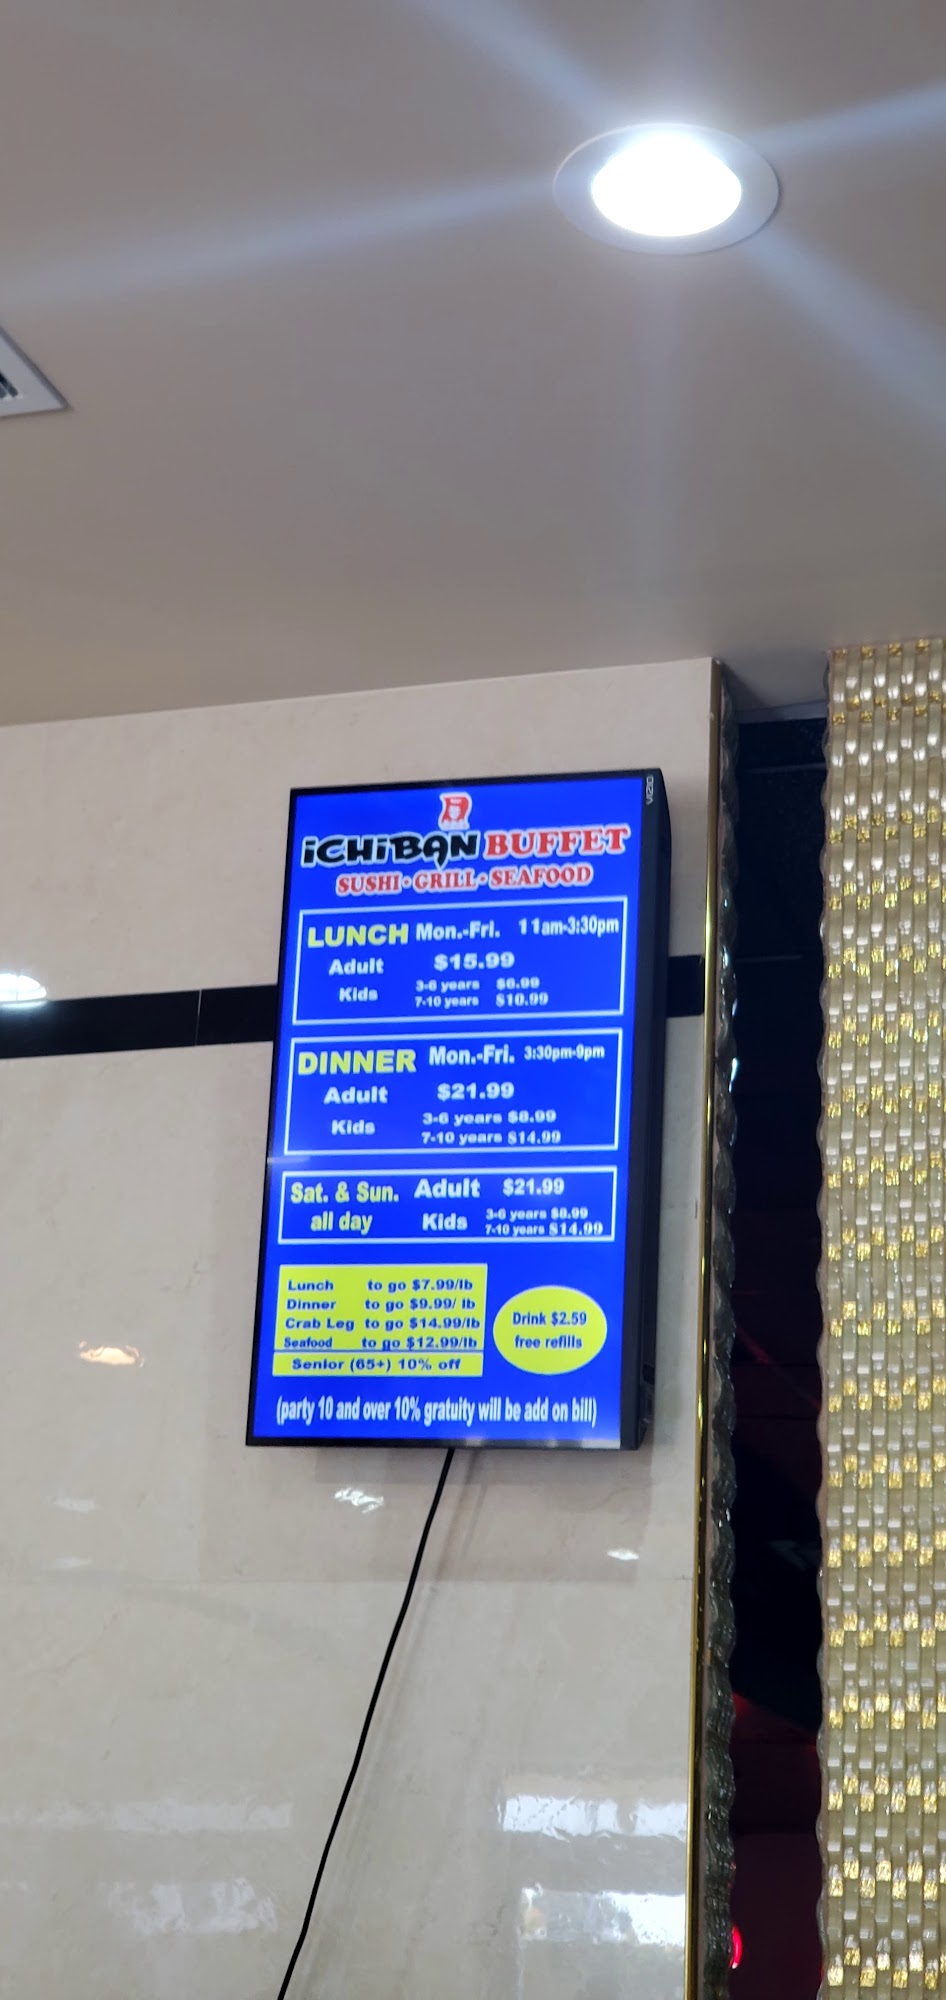 VIZIO
iCHiBAN BUFFET
SUSHI • GRILL • SEAFOOD
LUNCH Mon.-Fri. 11am-3:30pm
Adult $15.99
Kids 3-6 years $6.99
7-10 years $10.99
DINNER Mon.-Fri. 3:30pm-9pm
Adult $21.99
Kids 3-6 years $8.99
7-10 years $14.99
Sat. & Sun. Adult $21.99
all day Kids 3-6 years $8.99
7-10 years $14.99
Lunch to go $7.99/lb
Dinner to go $9.99/ lb
Crab Leg to go $14.99/lb
Seafood to go $12.99/lb
Senior (65+) 10% off
Drink $2.59
free refills
(party 10 and over 10% gratuity will be add on bill)